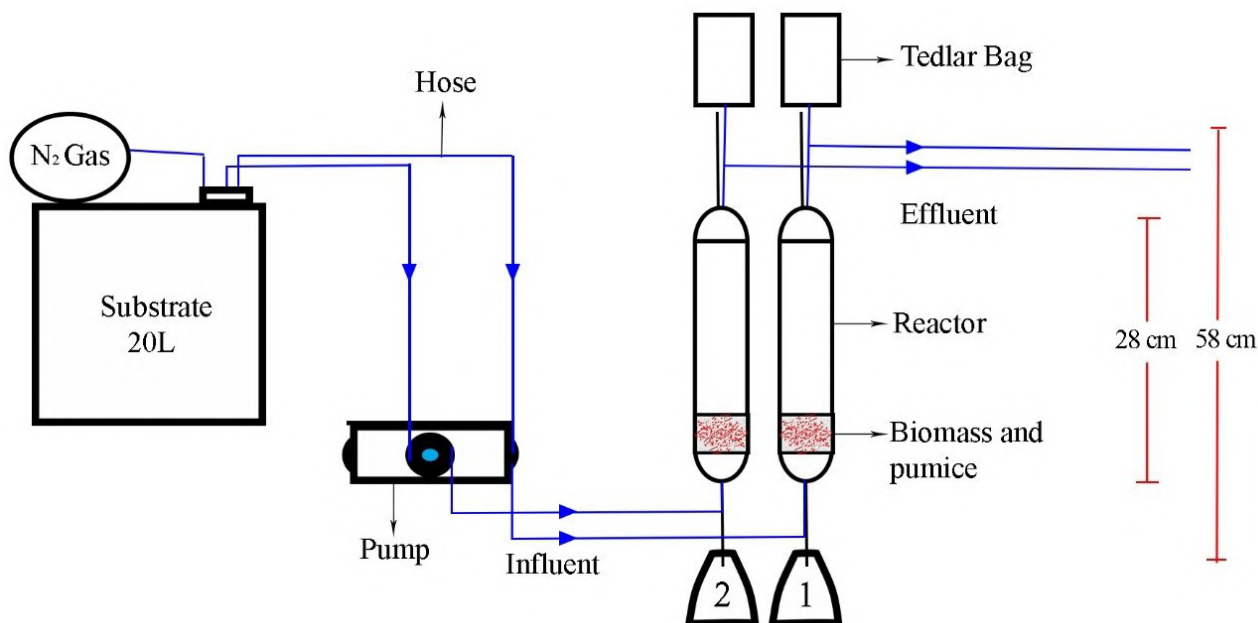 Tedlar Bag
Hose
N₂ Gas
Effluent
Substrate
20L
Reactor
28 cm
58 cm
Biomass and
pumice
Pump
Influent
2
1